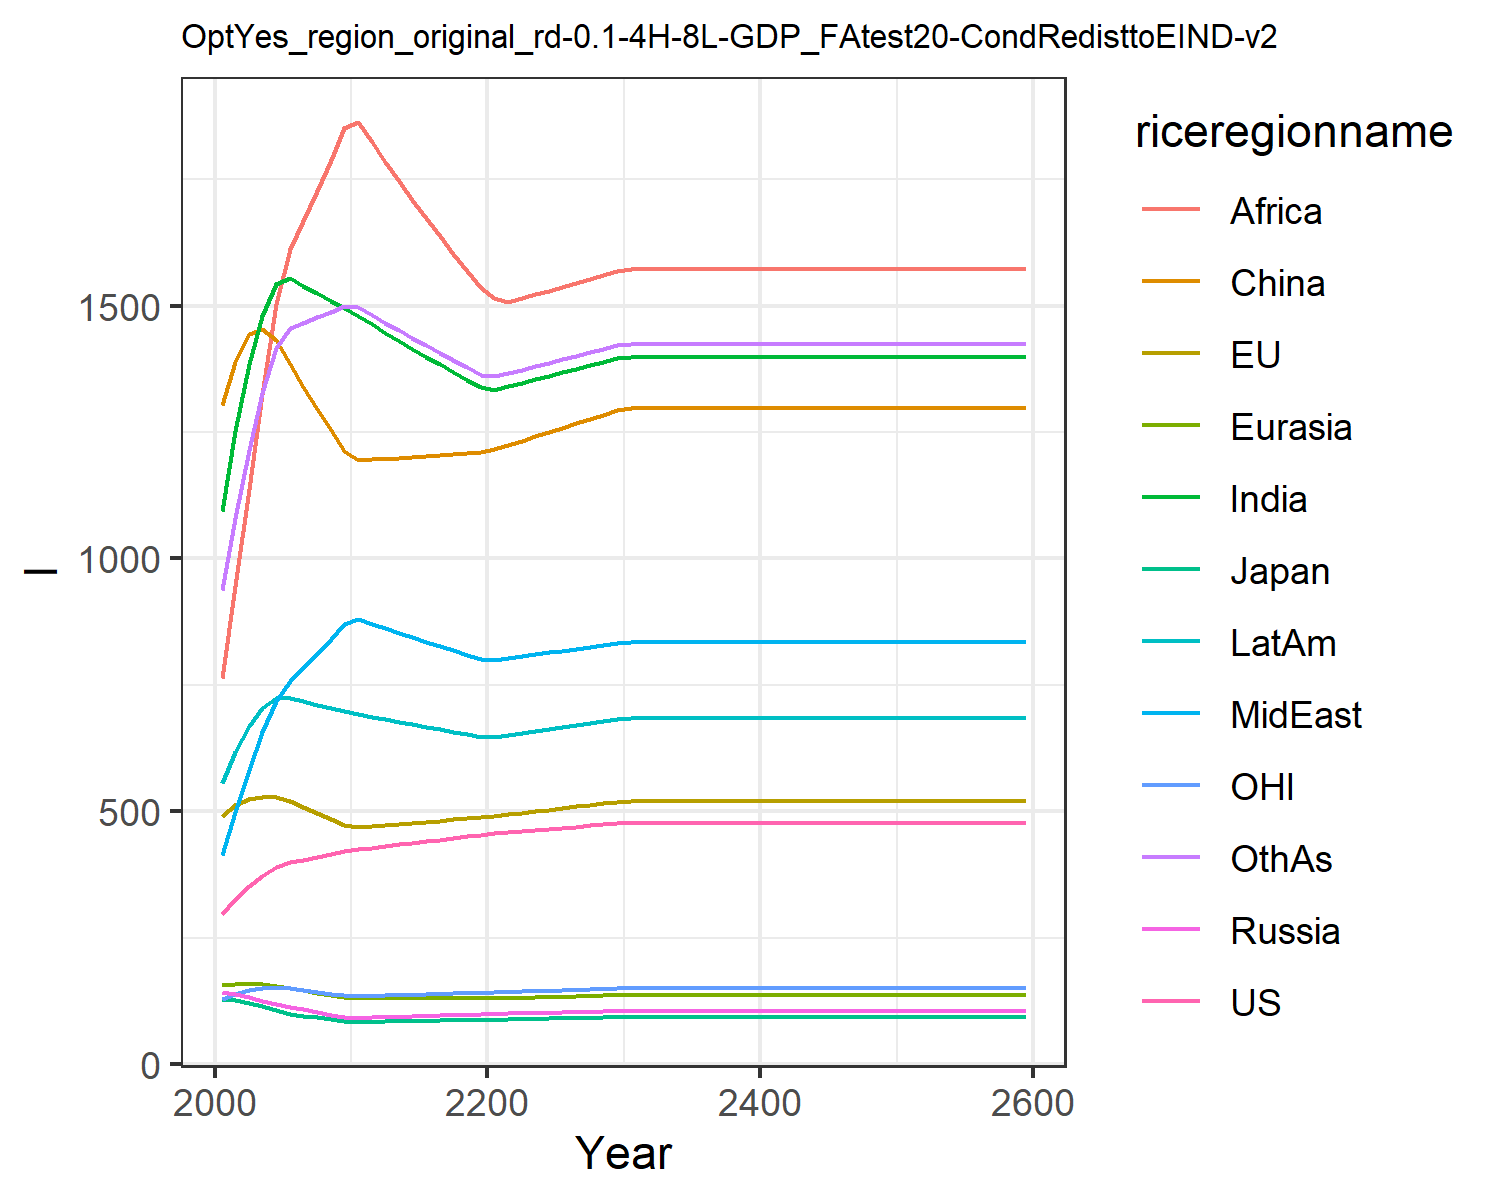 OptYes_region_original_rd-0.1-4H-8L-GDP_FAtest20-CondRedisttoEIND-v2
riceregionname
Africa
China
EU
Eurasia
India
Japan
LatAm
MidEast
OHI
OthAs
Russia
US
1500
1000
500
0
l
2000 2200 2400 2600
Year